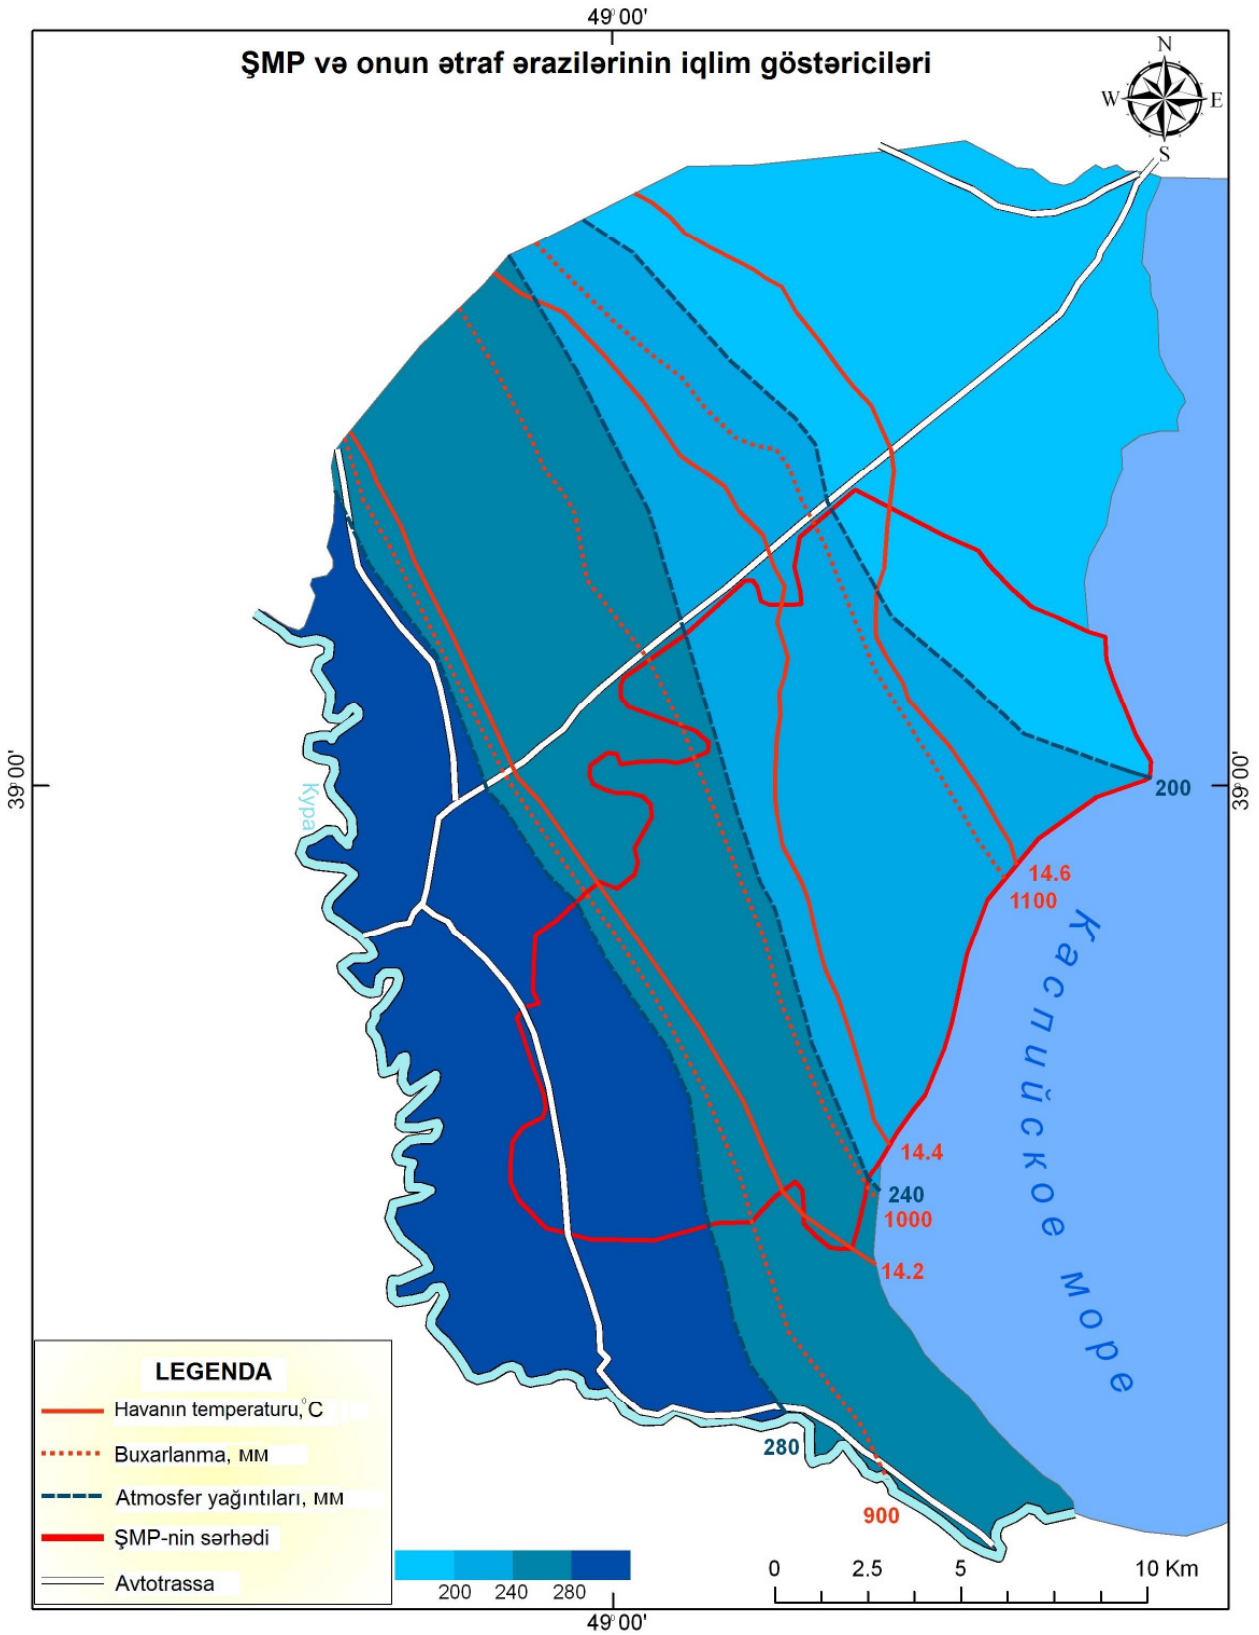 49°00'
ŞMP və onun ətraf ərazilərinin iqlim göstəriciləri
N
W
E
S
39°00'
39°00'
Кура
200
14.6
1100
Каспийское море
14.4
240
1000
14.2
280
900
LEGENDA
Havanın temperaturu,°C
Buxarlanma, мм
Atmosfer yağıntıları, мм
ŞMP-nin sərhədi
Avtotrassa
200 240 280
0 2.5 5 10 Km
49°00'